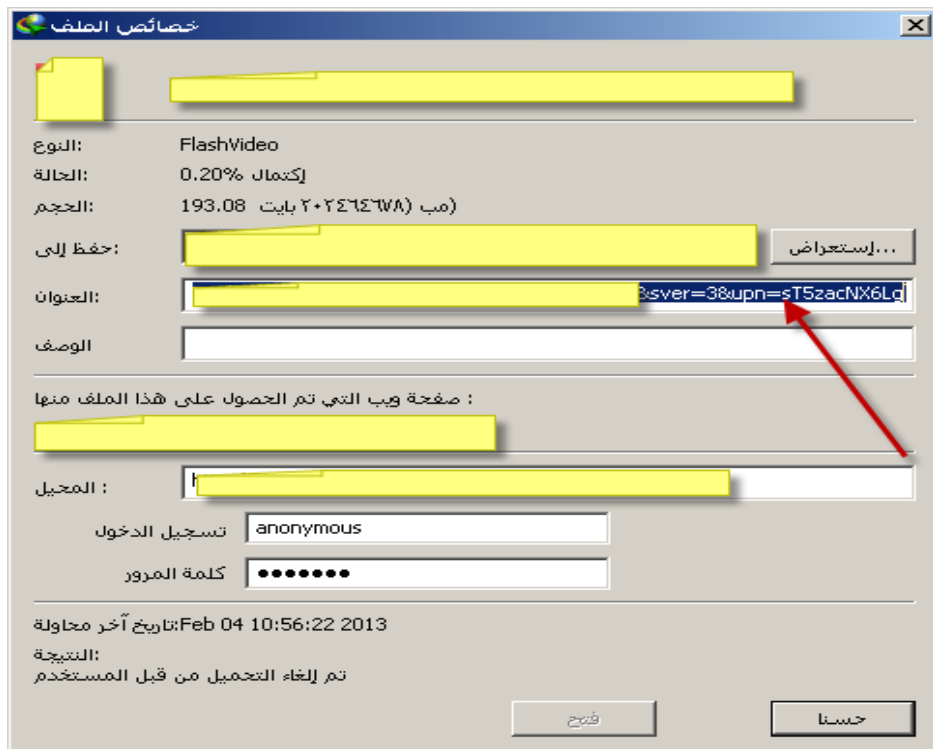 خصائص الملف
النوع: FlashVideo
الحالة: إكتمال 0.20%
الحجم: 193.08 مب (٢٠٢٤٦٤٦٧٨ بايت)
حفظ إلى: إستعراض...
العنوان: &sver=3&upn=sT5zacNX6Lg
الوصف
صفحة ويب التي تم الحصول على هذا الملف منها :
المحيل : h
تسجيل الدخول anonymous
كلمة المرور •••••••
تاريخ آخر محاولة:Feb 04 10:56:22 2013
النتيجة:
تم إلغاء التحميل من قبل المستخدم
فتح حسنا